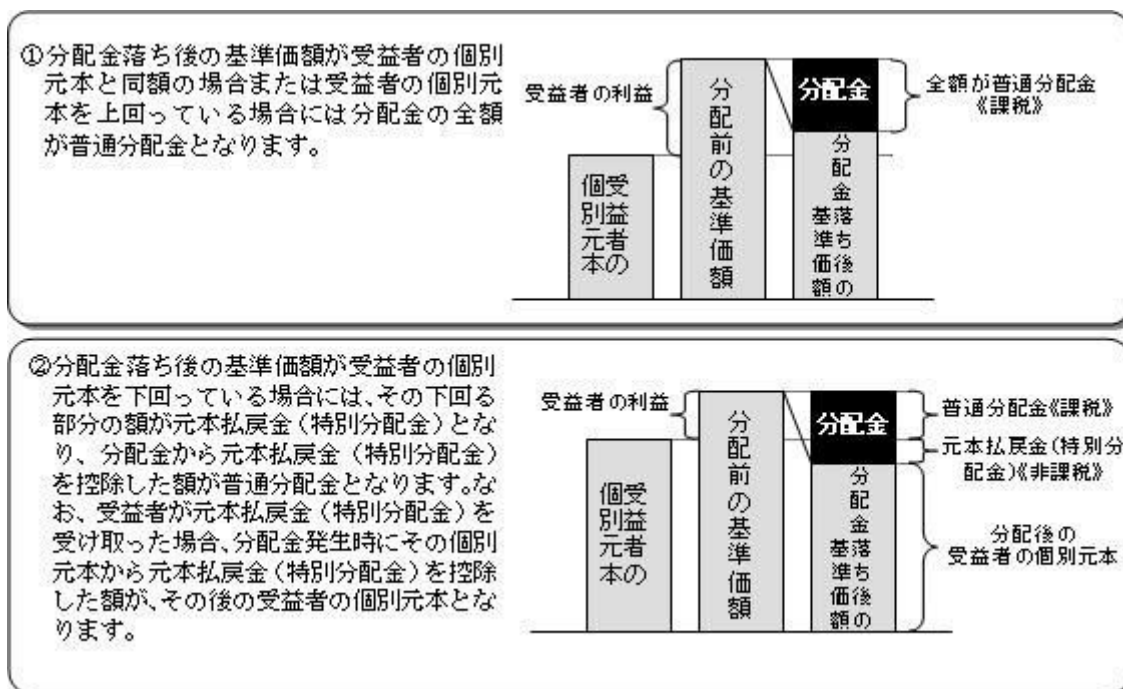 ①分配金落ち後の基準価額が受益者の個別
元本と同額の場合または受益者の個別元
本を上回っている場合には分配金の全額
が普通分配金となります。
受益者の利益
受益者の
個別元本
分配前の基準価額
分配金
分配金落ち後の
基準価額
全額が普通分配金
《課税》
②分配金落ち後の基準価額が受益者の個別
元本を下回っている場合には、その下回る
部分の額が元本払戻金（特別分配金）とな
り、分配金から元本払戻金（特別分配金）
を控除した額が普通分配金となります。な
お、受益者が元本払戻金（特別分配金）を
受け取った場合、分配金発生時にその個別
元本から元本払戻金（特別分配金）を控除
した額が、その後の受益者の個別元本とな
ります。
受益者の利益
受益者の
個別元本
分配前の基準価額
分配金
分配金落ち後の
基準価額
普通分配金《課税》
元本払戻金（特別分
配金）《非課税》
分配後の
受益者の個別元本